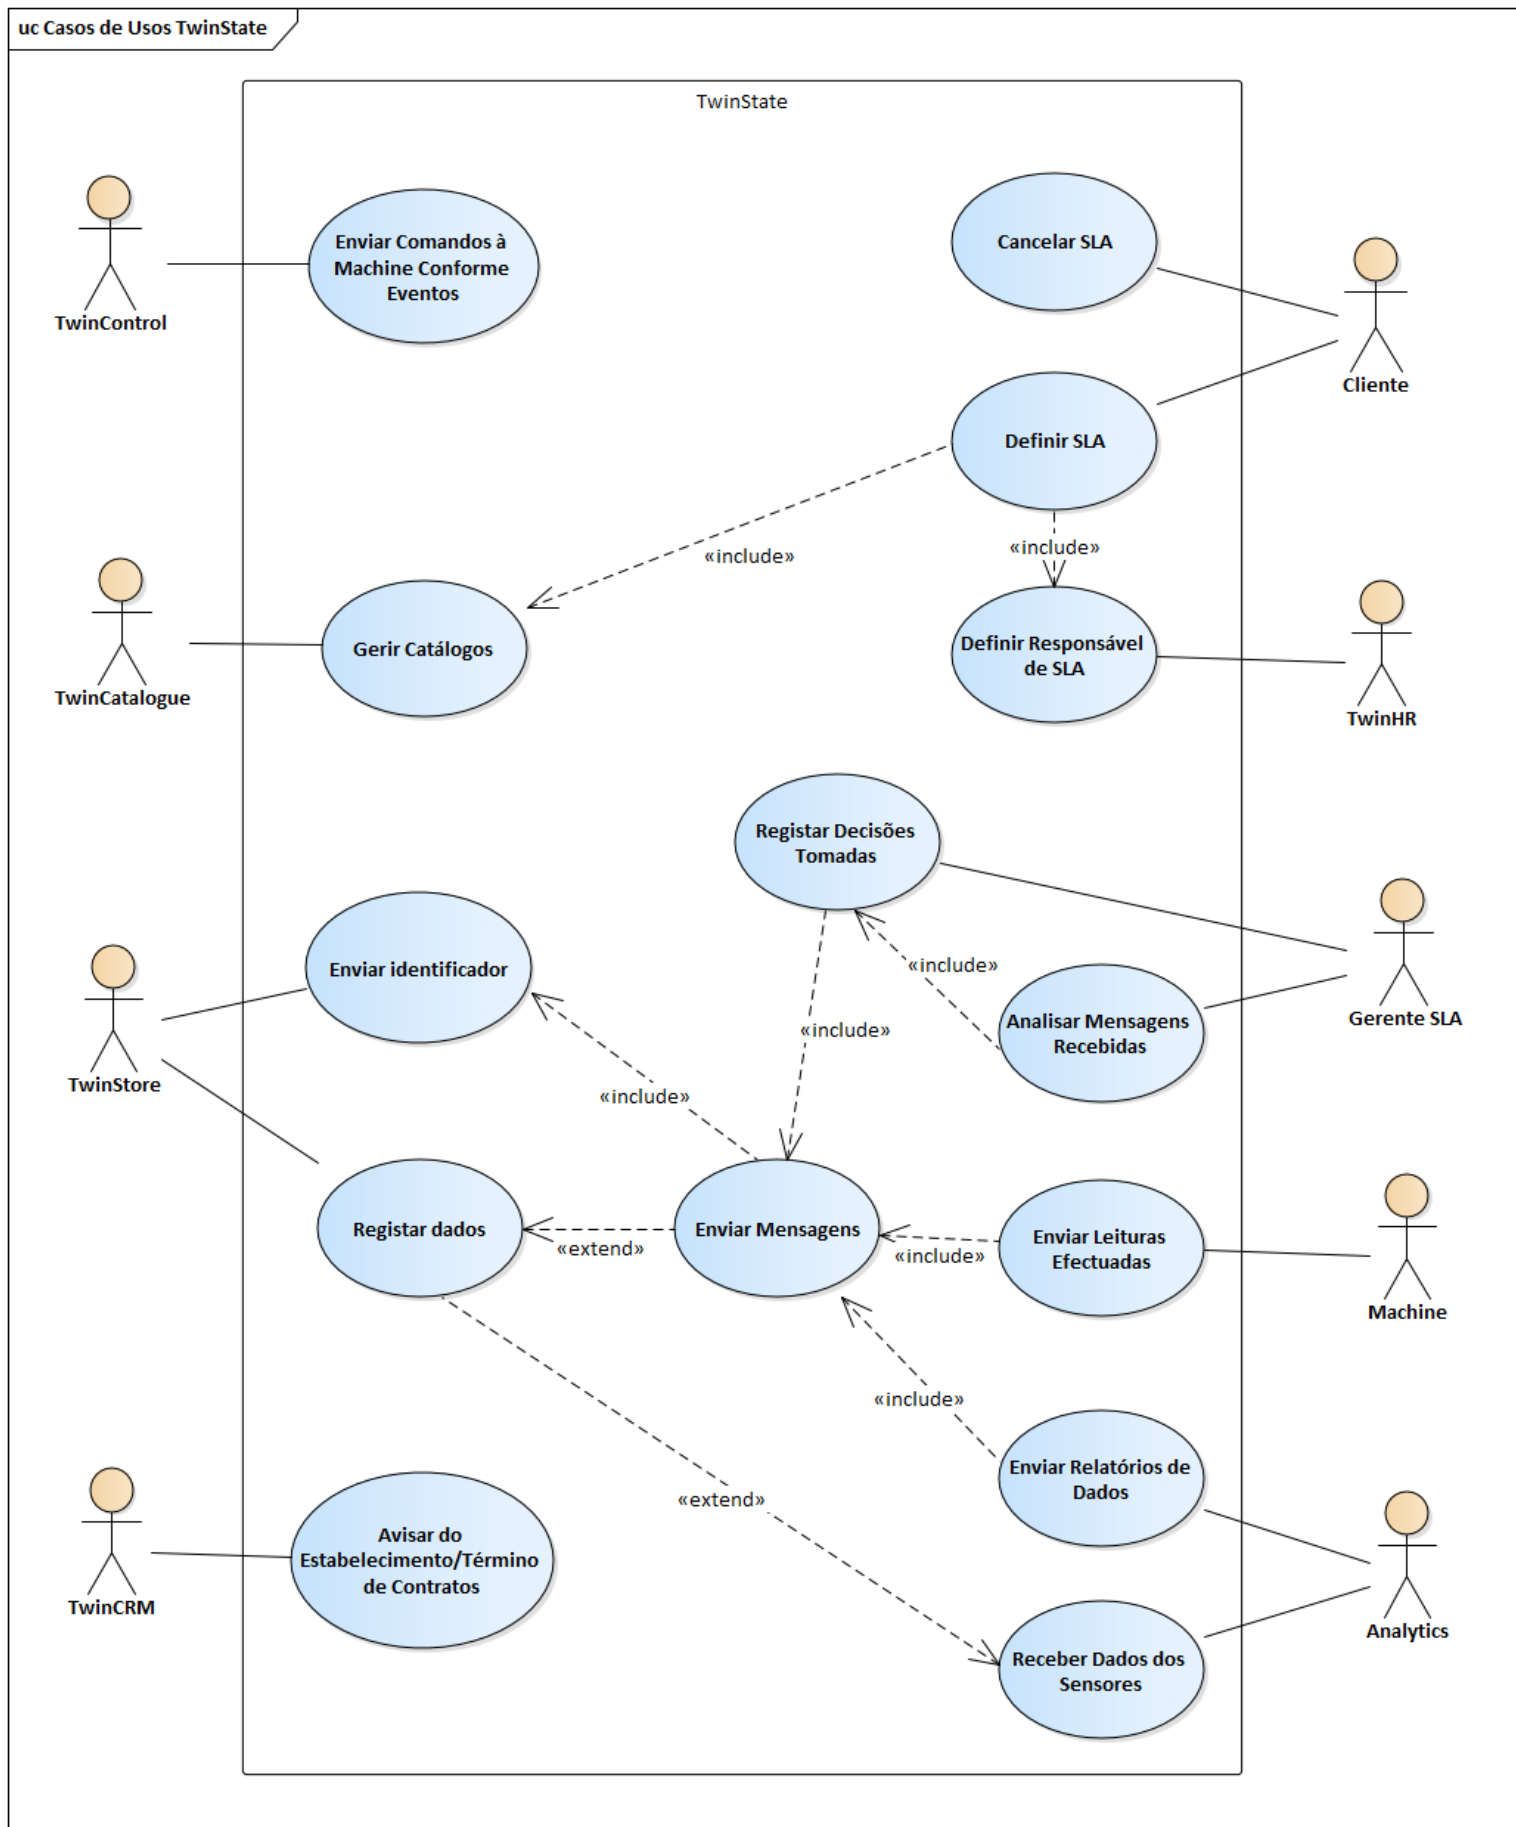 uc Casos de Usos TwinState
TwinState
Enviar Comandos à
Machine Conforme
Eventos
TwinControl
Cancelar SLA
Cliente
Definir SLA
«include»
«include»
Gerir Catálogos
TwinCatalogue
Definir Responsável
de SLA
TwinHR
Registar Decisões
Tomadas
Enviar identificador
TwinStore
«include»
Analisar Mensagens
Recebidas
Gerente SLA
«include»
«include»
Registar dados
«extend»
Enviar Mensagens
«include»
Enviar Leituras
Efectuadas
Machine
«include»
«extend»
Enviar Relatórios de
Dados
Avisar do
Estabelecimento/Término
de Contratos
TwinCRM
Analytics
Receber Dados dos
Sensores